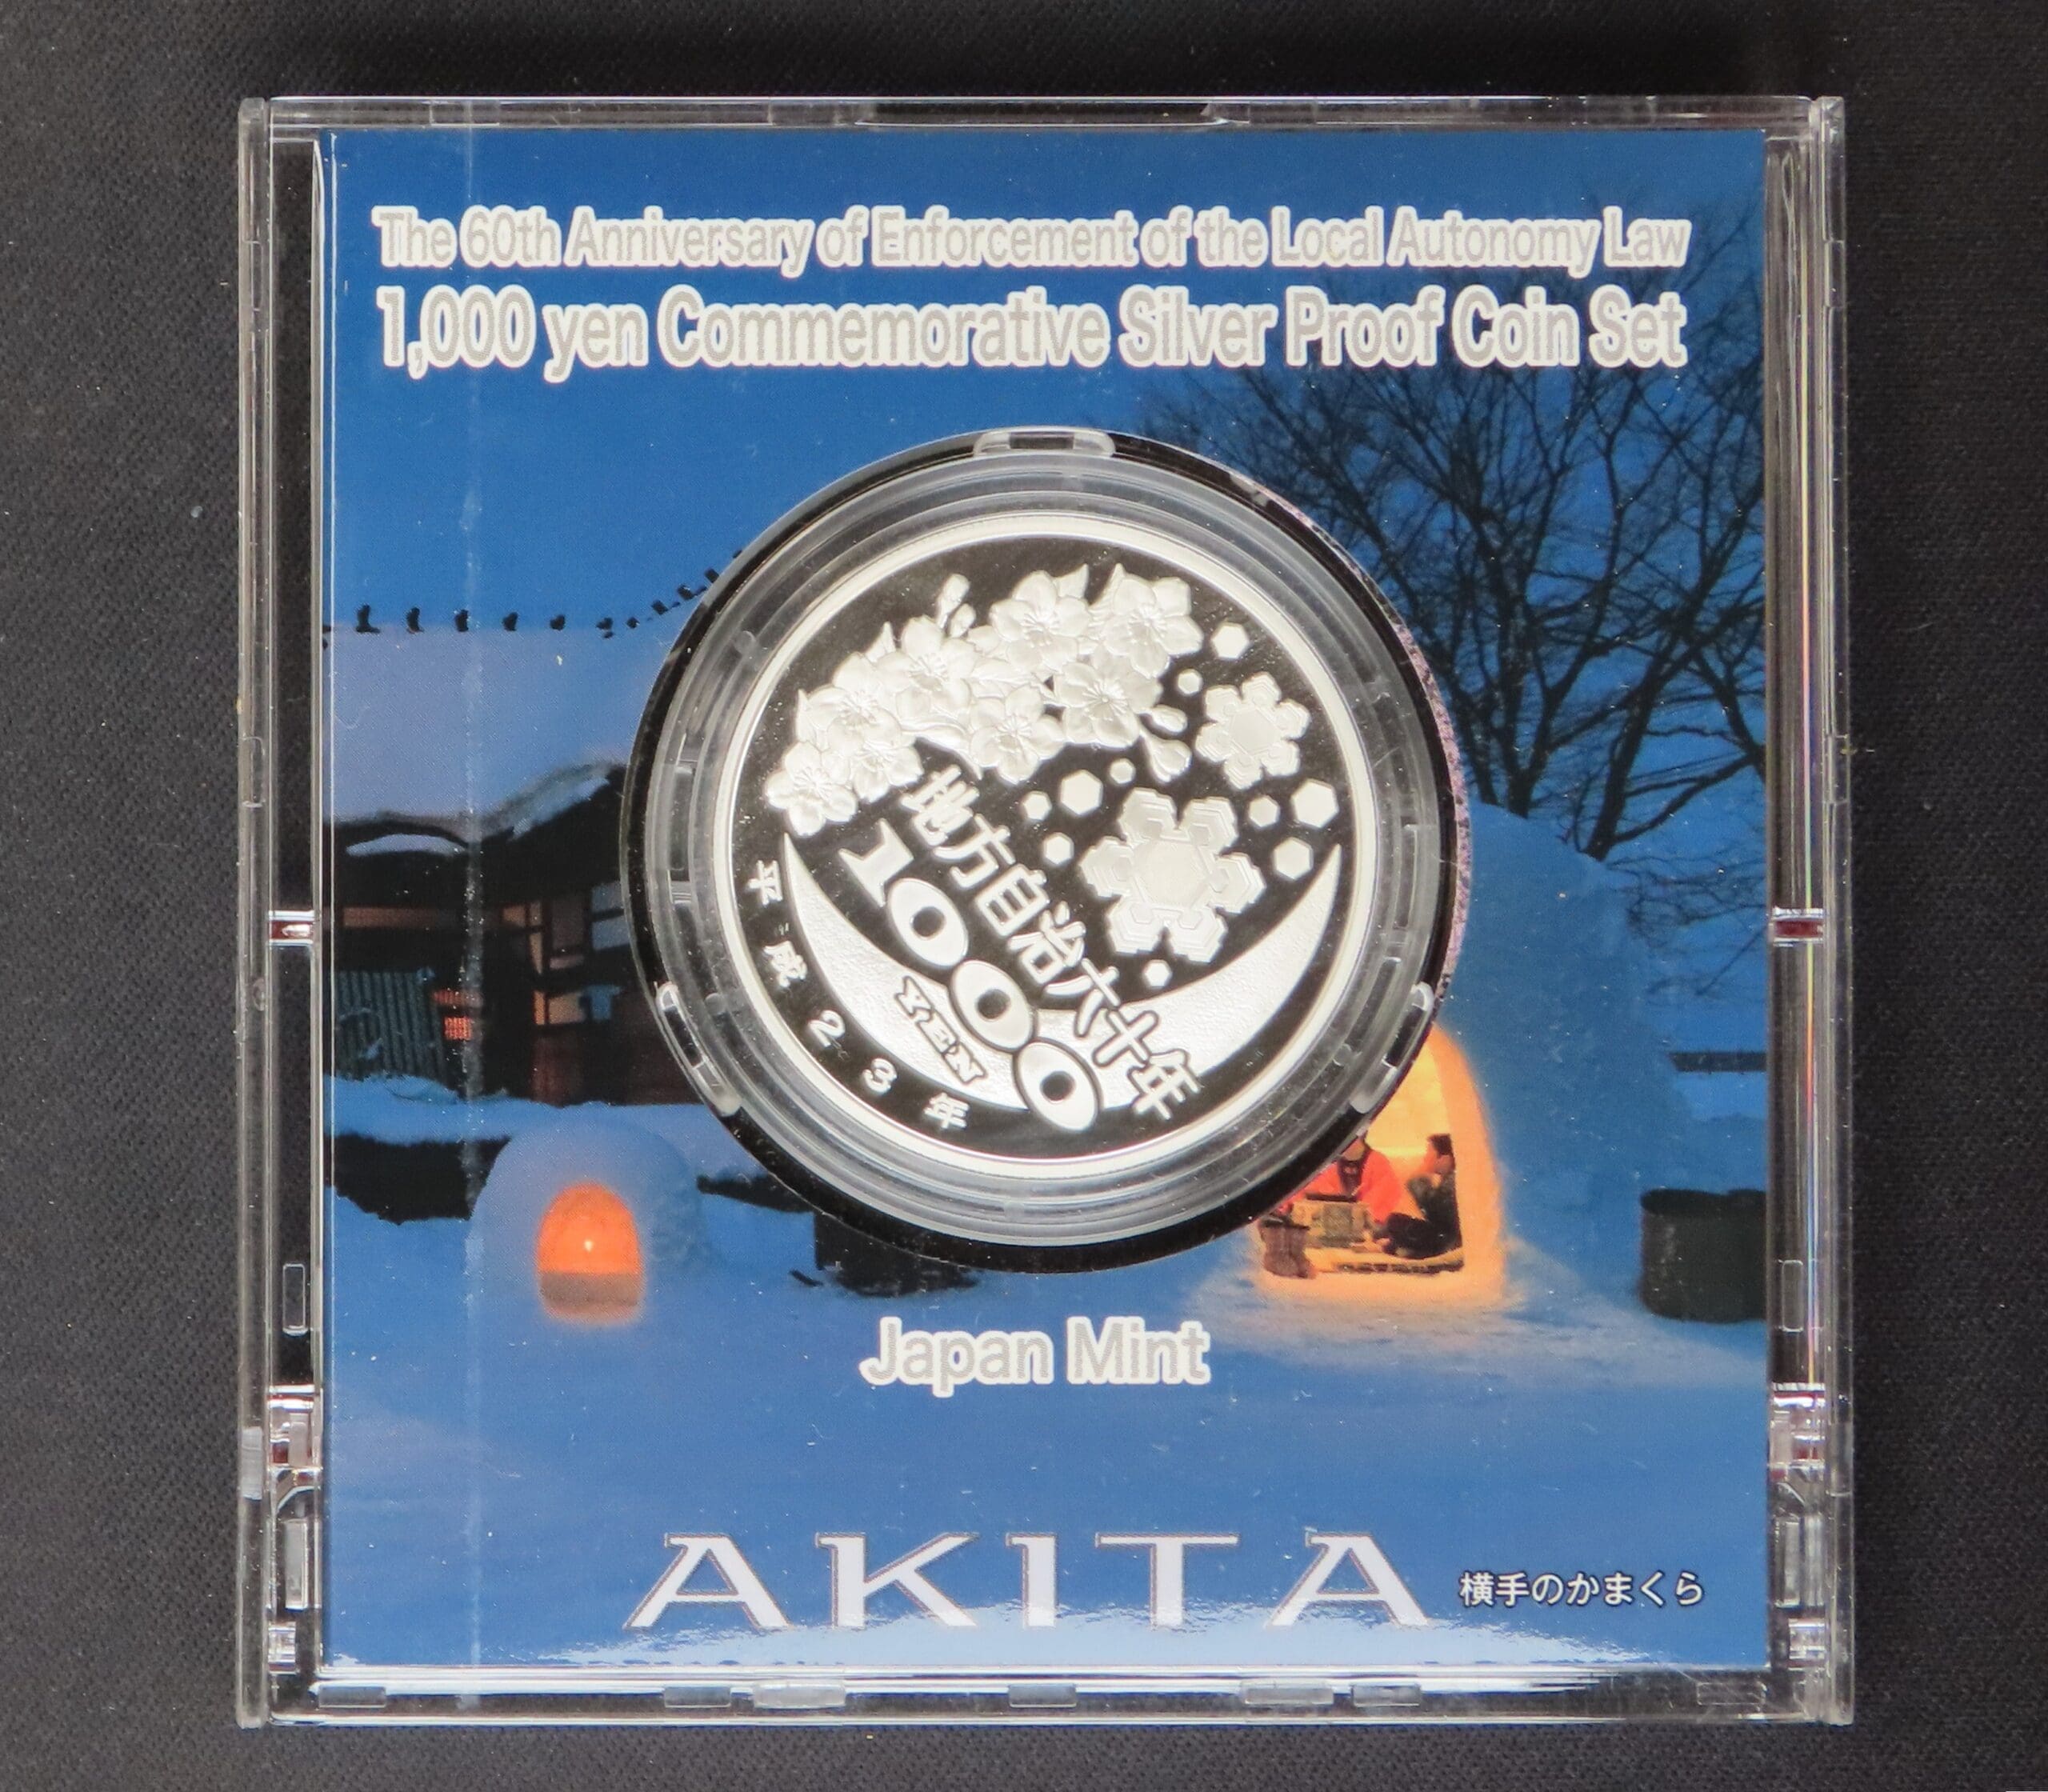 The 60th Anniversary of Enforcement of the Local Autonomy Law
1,000 yen Commemorative Silver Proof Coin Set
地方自治六十年
1000
YEN
平成23年
Japan Mint
AKITA
横手のかまくら